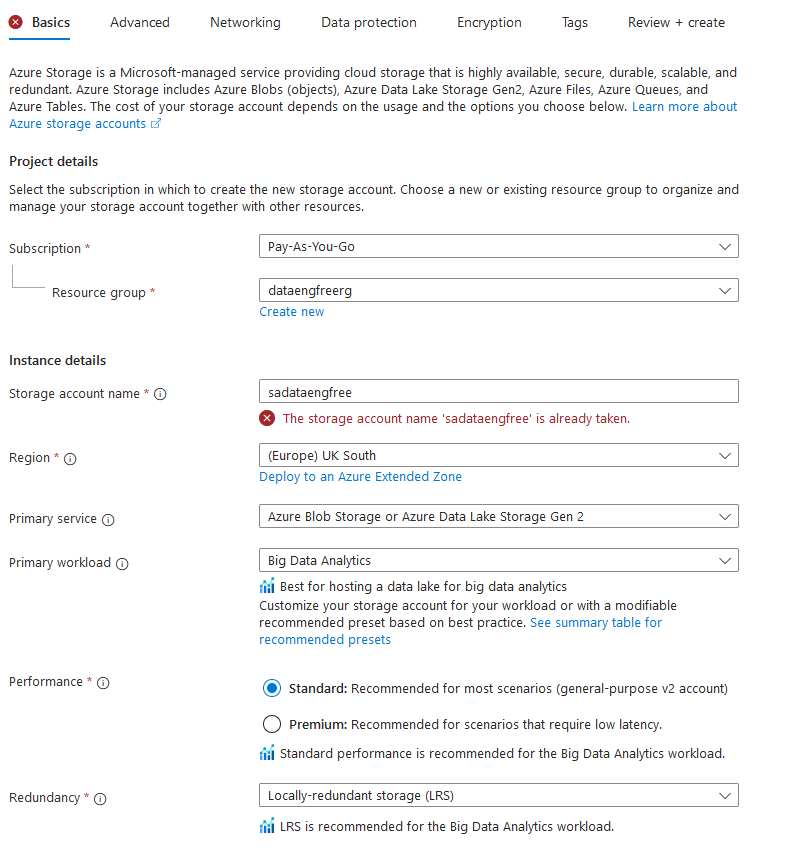 Basics Advanced Networking Data protection Encryption Tags Review + create
Azure Storage is a Microsoft-managed service providing cloud storage that is highly available, secure, durable, scalable, and
redundant. Azure Storage includes Azure Blobs (objects), Azure Data Lake Storage Gen2, Azure Files, Azure Queues, and
Azure Tables. The cost of your storage account depends on the usage and the options you choose below. Learn more about
Azure storage accounts
Project details
Select the subscription in which to create the new storage account. Choose a new or existing resource group to organize and
manage your storage account together with other resources.
Subscription * Pay-As-You-Go
Resource group * dataengfreerg
Create new
Instance details
Storage account name * sadataengfree
The storage account name 'sadataengfree' is already taken.
Region * (Europe) UK South
Deploy to an Azure Extended Zone
Primary service Azure Blob Storage or Azure Data Lake Storage Gen 2
Primary workload Big Data Analytics
Best for hosting a data lake for big data analytics
Customize your storage account for your workload or with a modifiable
recommended preset based on best practice. See summary table for
recommended presets
Performance * Standard: Recommended for most scenarios (general-purpose v2 account)
Premium: Recommended for scenarios that require low latency.
Standard performance is recommended for the Big Data Analytics workload.
Redundancy * Locally-redundant storage (LRS)
LRS is recommended for the Big Data Analytics workload.